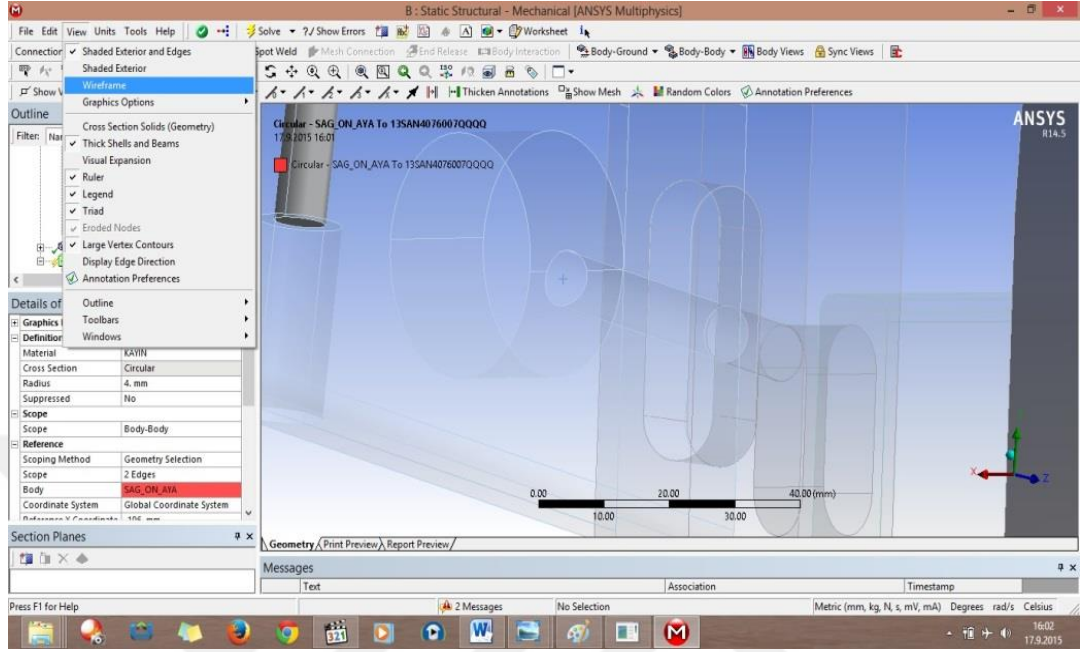 B : Static Structural - Mechanical [ANSYS Multiphysics]
File Edit View Units Tools Help Solve ?/ Show Errors Worksheet
Connection Spot Weld Mesh Connection End Release Body Interaction Body-Ground Body-Body Body Views Sync Views
Show Thicken Annotations Show Mesh Random Colors Annotation Preferences
Shaded Exterior and Edges
Shaded Exterior
Wireframe
Graphics Options
Cross Section Solids (Geometry)
Thick Shells and Beams
Visual Expansion
Ruler
Legend
Triad
Eroded Nodes
Large Vertex Contours
Display Edge Direction
Annotation Preferences
Outline
Toolbars
Windows
Outline
Filter:
Details of
Graphics
Definition
Material KAYIN
Cross Section Circular
Radius 4. mm
Suppressed No
Scope
Scope Body-Body
Reference
Scoping Method Geometry Selection
Scope 2 Edges
Body SAG_ON_AYA
Coordinate System Global Coordinate System
Section Planes
Circular - SAG_ON_AYA To 13SAN4076007QQQQ
17.9.2015 16:01
Circular - SAG_ON_AYA To 13SAN4076007QQQQ
ANSYS
R14.5
X
Z
0.00 20.00 40.00 (mm)
10.00 30.00
Geometry Print Preview Report Preview
Messages
Text Association Timestamp
Press F1 for Help 2 Messages No Selection Metric (mm, kg, N, s, mV, mA) Degrees rad/s Celsius
321
16:02
17.9.2015